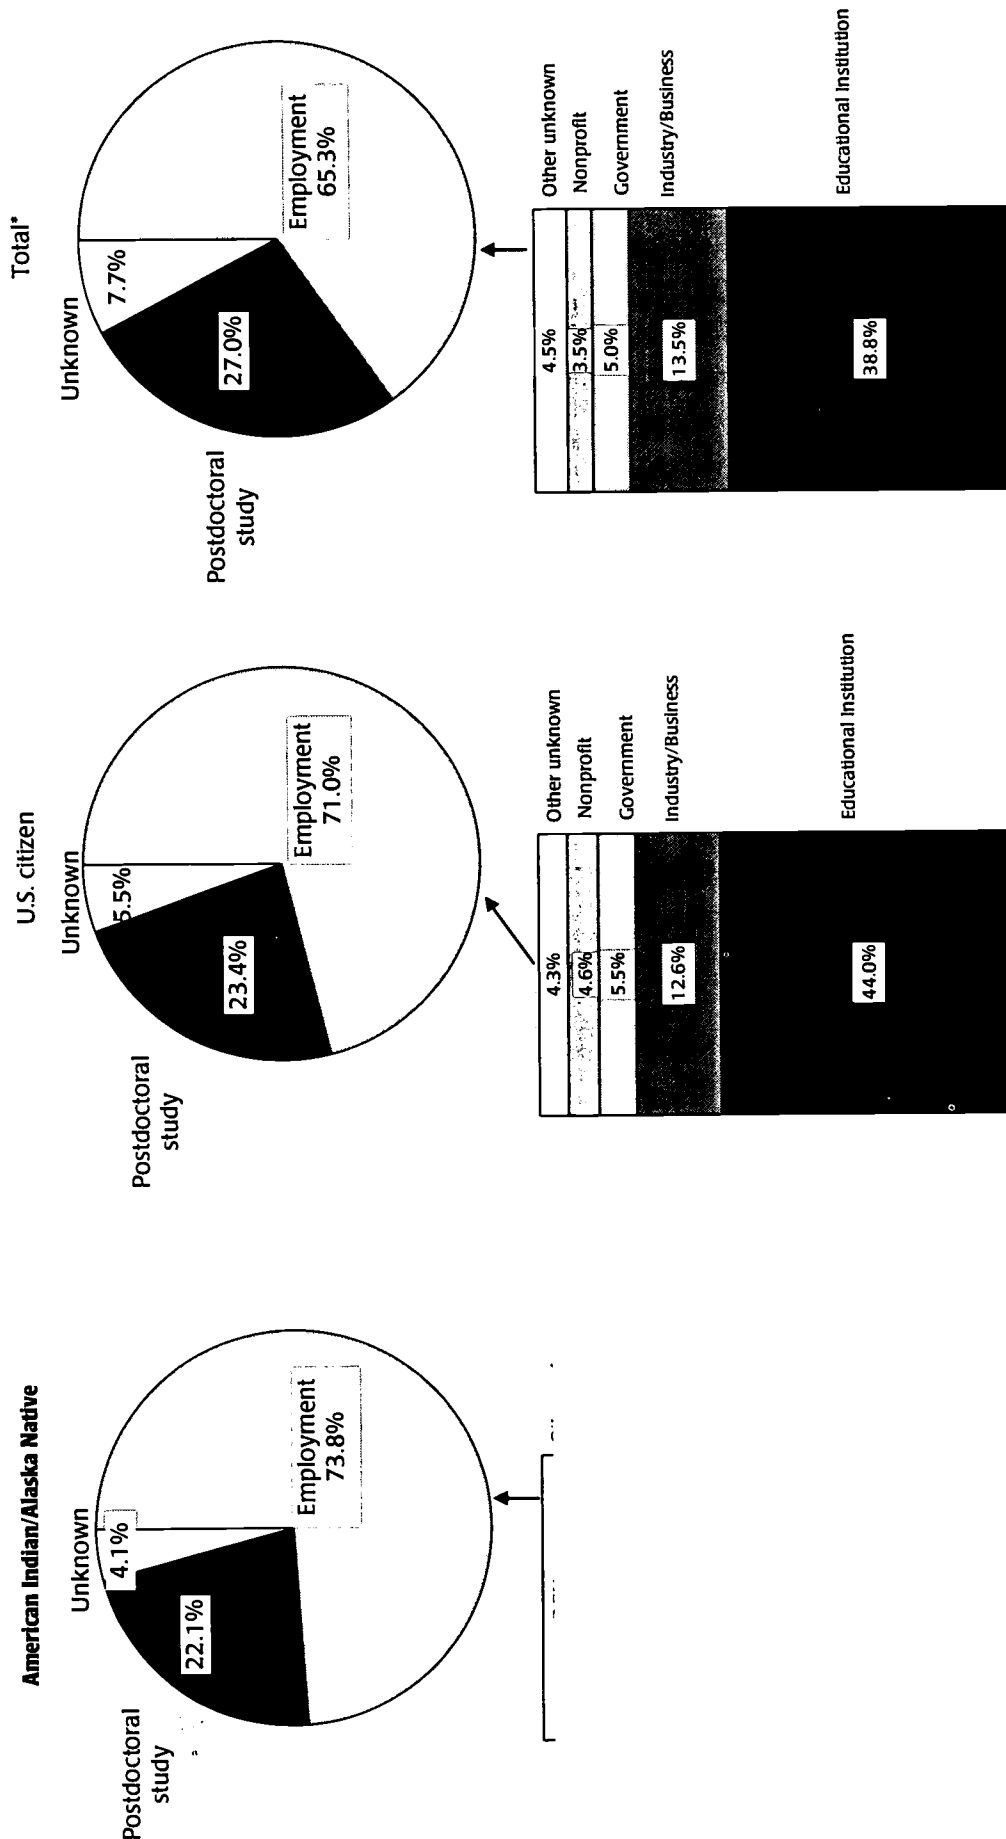 American Indian/Alaska Native
Unknown
4.1%
22.1%
Postdoctoral
study
Employment
73.8%
U.S. citizen
Unknown
5.5%
23.4%
Postdoctoral
study
Employment
71.0%
4.3%
Other unknown
4.6%
Nonprofit
5.5%
Government
12.6%
Industry/Business
44.0%
Educational Institution
Total*
Unknown
7.7%
27.0%
Postdoctoral
study
Employment
65.3%
4.5%
Other unknown
3.5%
Nonprofit
5.0%
Government
13.5%
Industry/Business
38.8%
Educational Institution